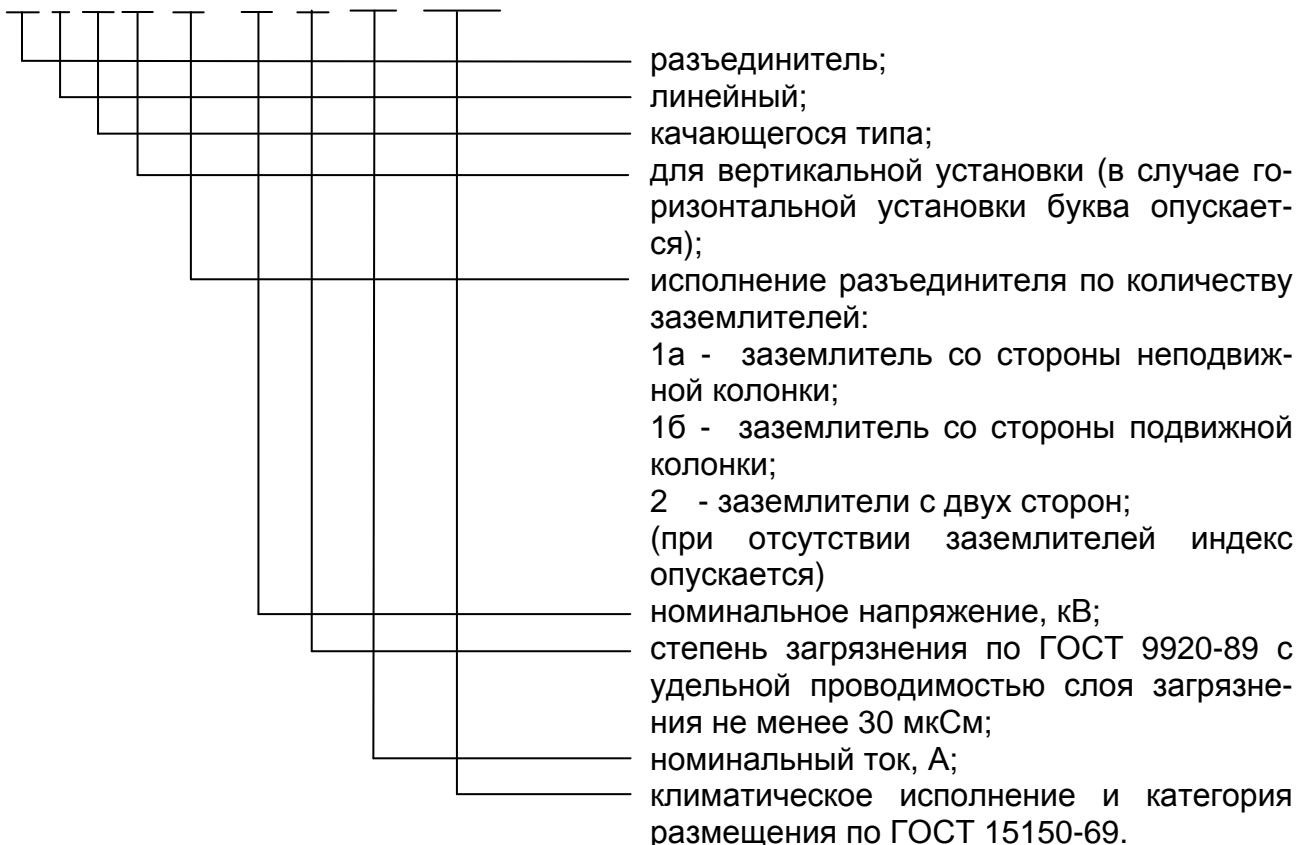 разъединитель;
линейный;
качающегося типа;
для вертикальной установки (в случае го-
ризонтальной установки буква опускает-
ся);
исполнение разъединителя по количеству
заземлителей:
1а - заземлитель со стороны неподвиж-
ной колонки;
1б - заземлитель со стороны подвижной
колонки;
2 - заземлители с двух сторон;
(при отсутствии заземлителей индекс
опускается)
номинальное напряжение, кВ;
степень загрязнения по ГОСТ 9920-89 с
удельной проводимостью слоя загрязне-
ния не менее 30 мкСм;
номинальный ток, А;
климатическое исполнение и категория
размещения по ГОСТ 15150-69.